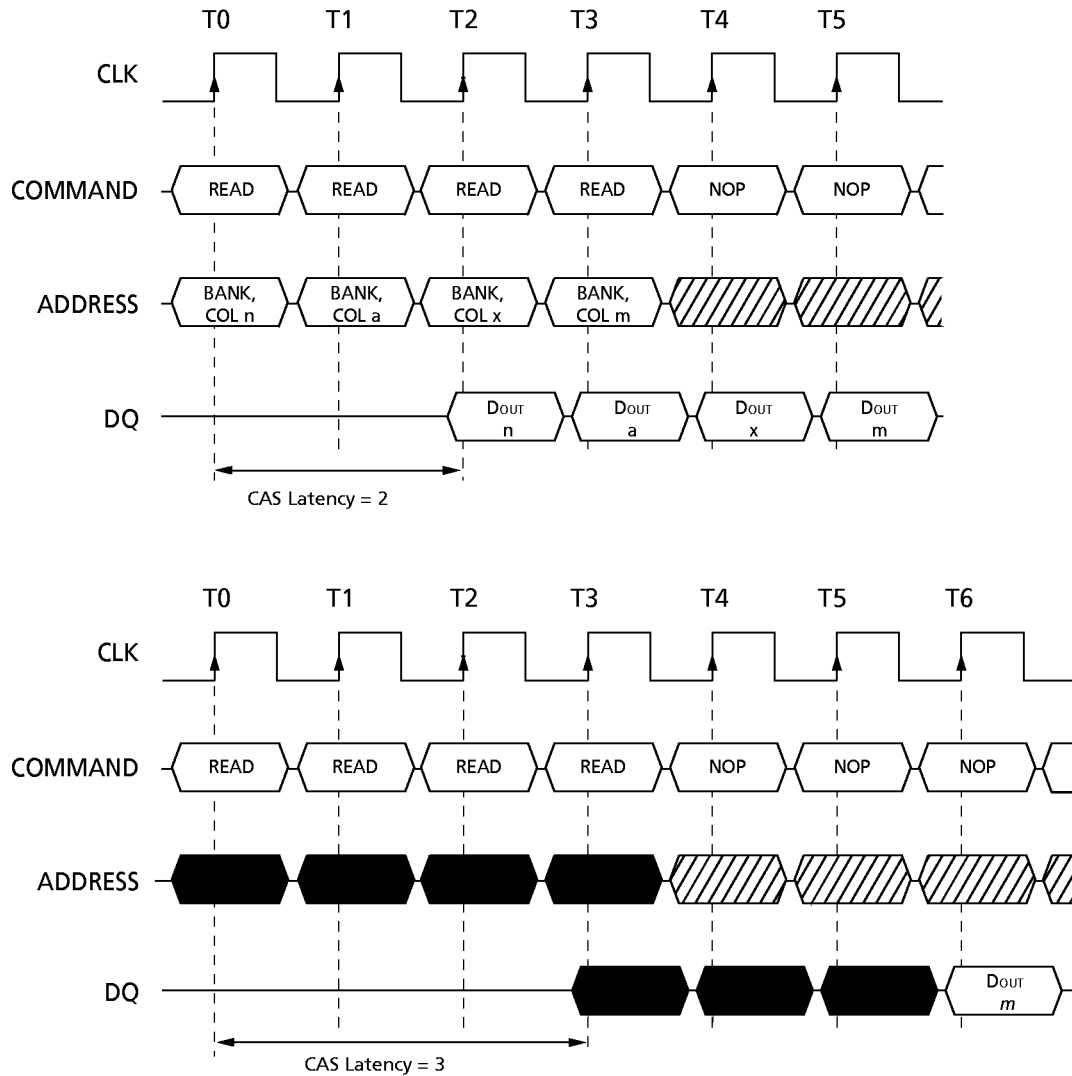 T0 T1 T2 T3 T4 T5
CLK
COMMAND READ READ READ READ NOP NOP
ADDRESS BANK, COL n BANK, COL a BANK, COL x BANK, COL m
DQ DOUT n DOUT a DOUT x DOUT m
CAS Latency = 2
T0 T1 T2 T3 T4 T5 T6
CLK
COMMAND READ READ READ READ NOP NOP NOP
ADDRESS
DQ DOUT m
CAS Latency = 3